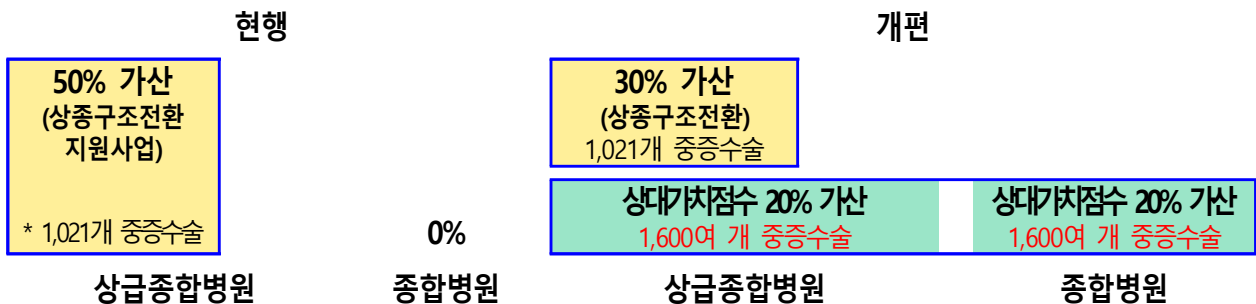 현행
개편
50% 가산
(상종구조전환
지원사업)
* 1,021개 중증수술
0%
30% 가산
(상종구조전환)
1,021개 중증수술
상대가치점수 20% 가산
1,600여 개 중증수술
상대가치점수 20% 가산
1,600여 개 중증수술
상급종합병원
종합병원
상급종합병원
종합병원